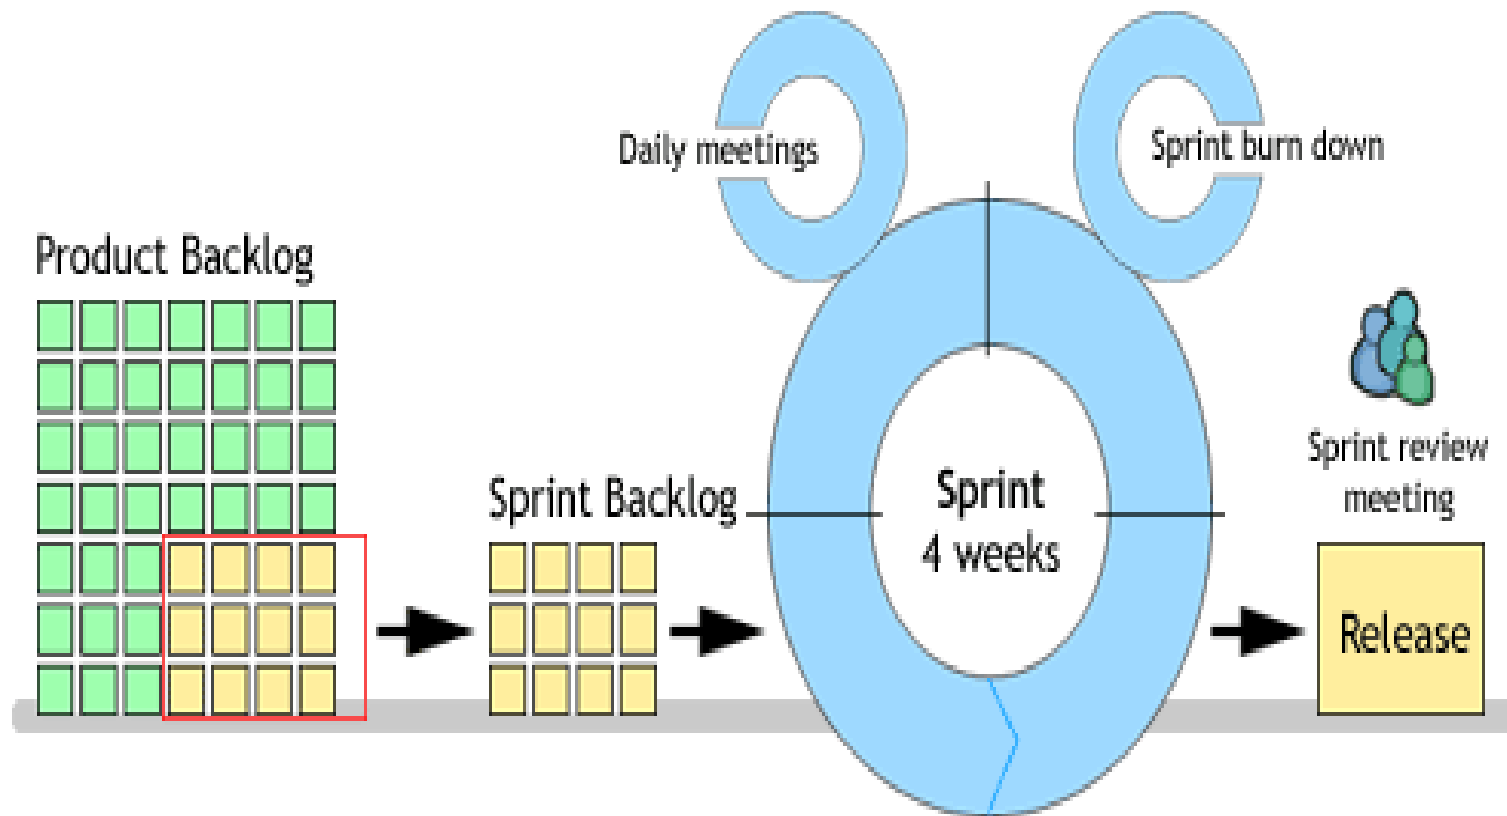 Daily meetings
Sprint burn down
Product Backlog
Sprint Backlog
Sprint
4 weeks
Sprint review
meeting
Release